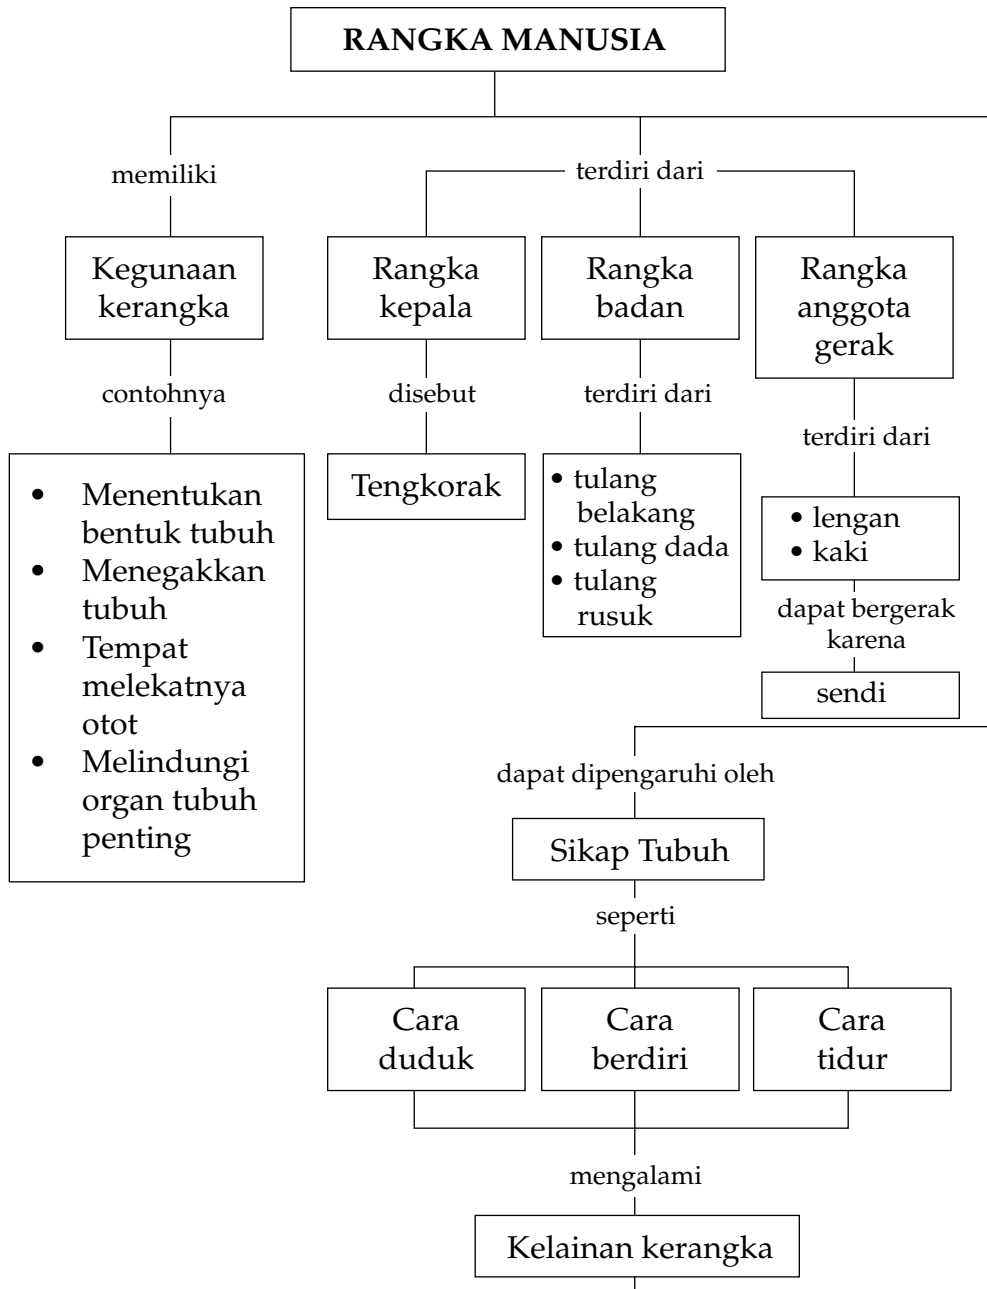 RANGKA MANUSIA
memiliki
terdiri dari
Kegunaan
kerangka
Rangka
kepala
Rangka
badan
Rangka
anggota
gerak
contohnya
disebut
terdiri dari
terdiri dari
• Menentukan
bentuk tubuh
• Menegakkan
tubuh
• Tempat
melekatnya
otot
• Melindungi
organ tubuh
penting
Tengkorak
• tulang
belakang
• tulang dada
• tulang
rusuk
• lengan
• kaki
dapat bergerak
karena
sendi
dapat dipengaruhi oleh
Sikap Tubuh
seperti
Cara
duduk
Cara
berdiri
Cara
tidur
mengalami
Kelainan kerangka